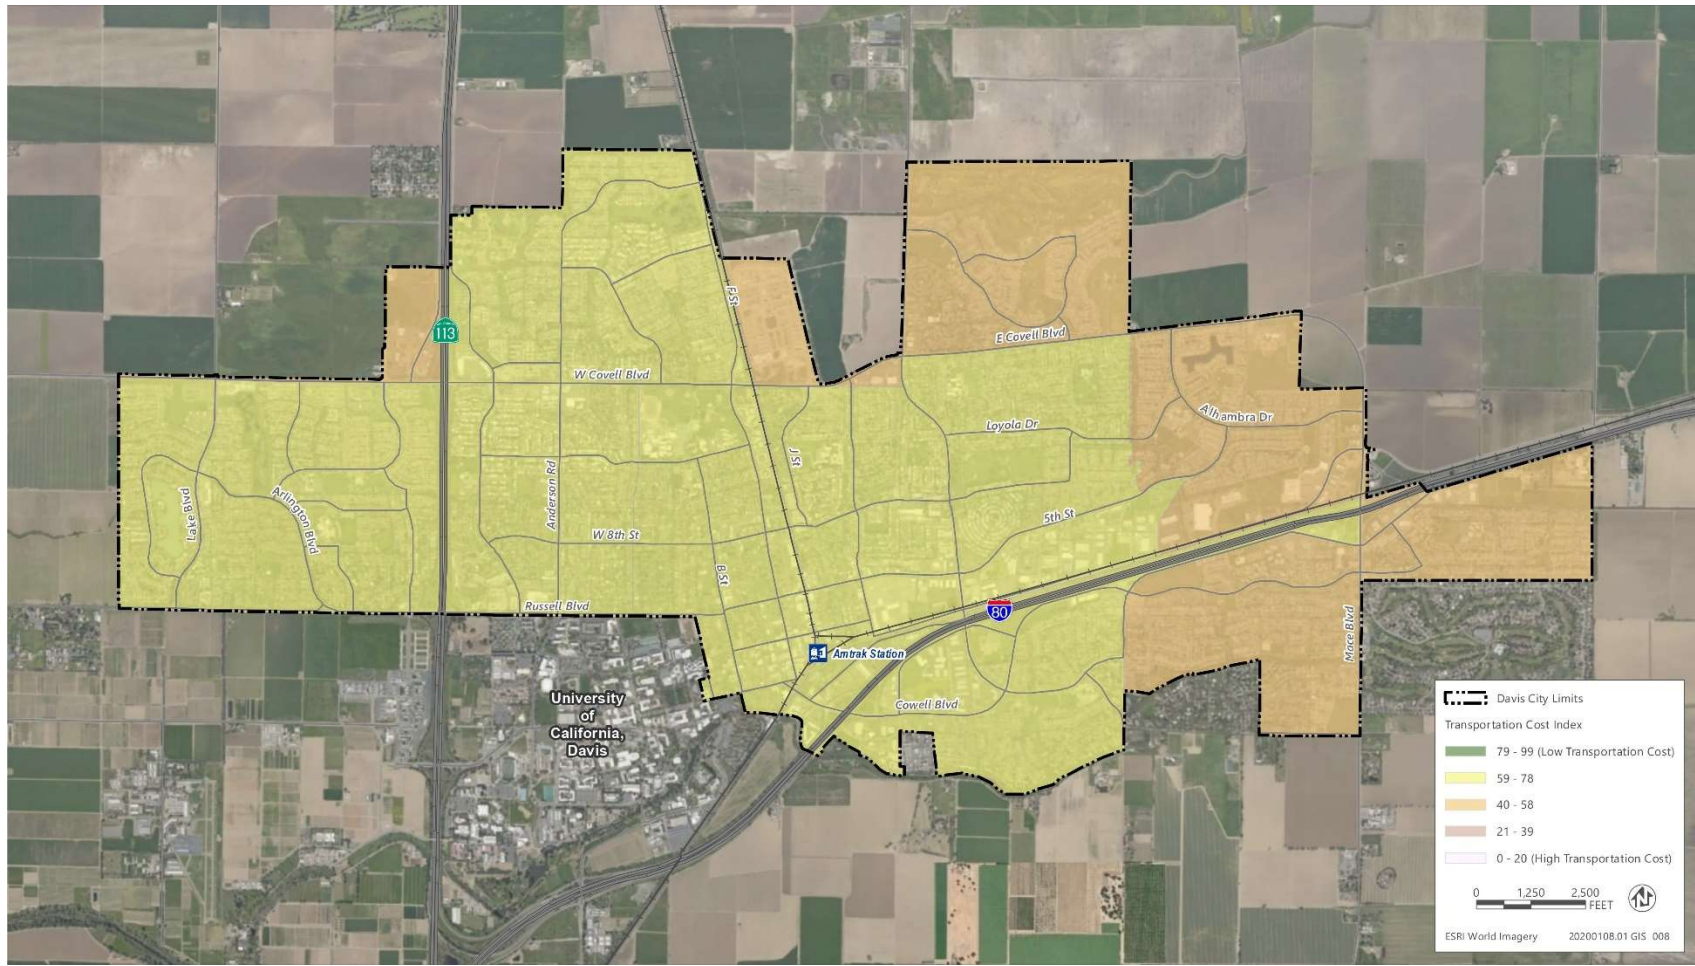 113
F St
E Covell Blvd
W Covell Blvd
Loyola Dr
Alhambra Dr
J St
Lake Blvd
Arlington Blvd
Anderson Rd
5th St
W 8th St
B St
Russell Blvd
80
Mace Blvd
Amtrak Station
University
of
California,
Davis
Cowell Blvd
Davis City Limits
Transportation Cost Index
79 - 99 (Low Transportation Cost)
59 - 78
40 - 58
21 - 39
0 - 20 (High Transportation Cost)
0 1,250 2,500
FEET
N
ESRI World Imagery 20200108.01 GIS 008